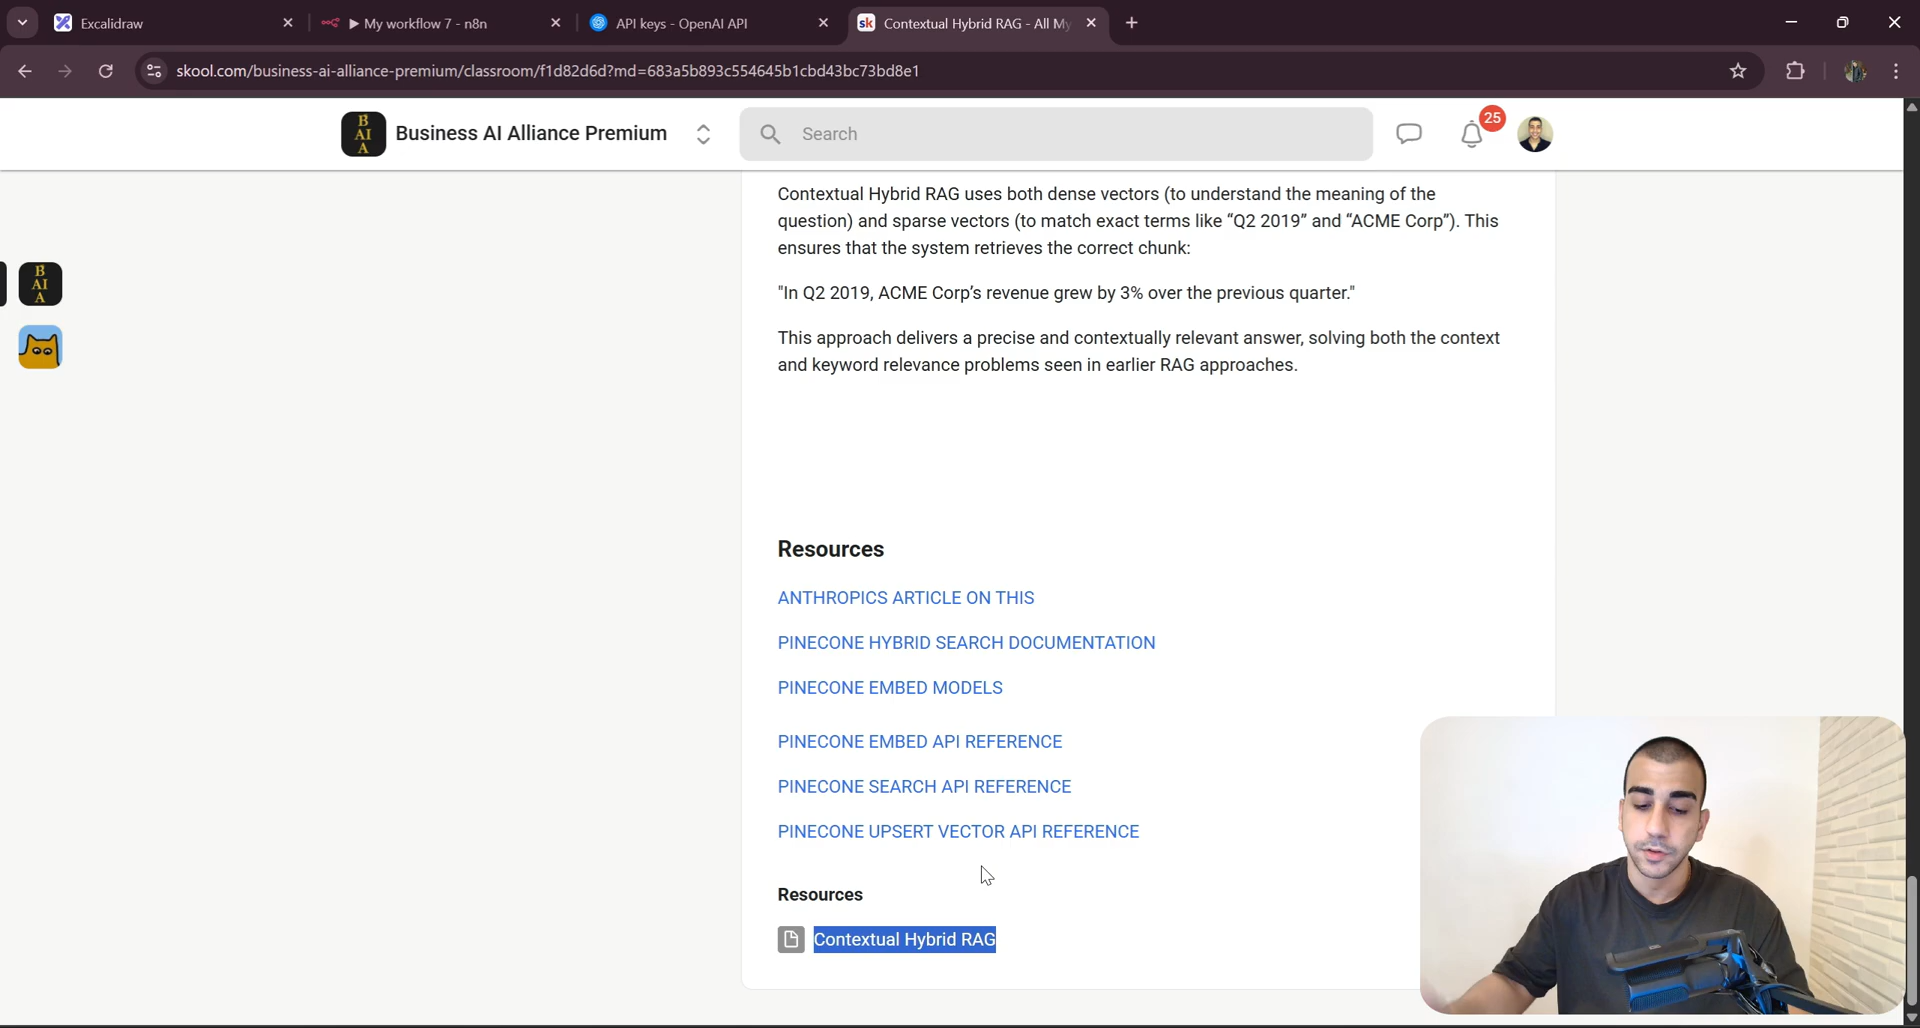 Excalidraw
My workflow 7 - n8n
API keys - OpenAI API
sk
Contextual Hybrid RAG - All My
skool.com/business-ai-alliance-premium/classroom/f1d82d6d?md=683a5b893c554645b1cbd43bc73bd8e1
B
AI
A
Business AI Alliance Premium
Search
25
Contextual Hybrid RAG uses both dense vectors (to understand the meaning of the
question) and sparse vectors (to match exact terms like “Q2 2019” and “ACME Corp”). This
ensures that the system retrieves the correct chunk:
B
AI
A
"In Q2 2019, ACME Corp’s revenue grew by 3% over the previous quarter."
This approach delivers a precise and contextually relevant answer, solving both the context
and keyword relevance problems seen in earlier RAG approaches.
Resources
ANTHROPICS ARTICLE ON THIS
PINECONE HYBRID SEARCH DOCUMENTATION
PINECONE EMBED MODELS
PINECONE EMBED API REFERENCE
PINECONE SEARCH API REFERENCE
PINECONE UPSERT VECTOR API REFERENCE
Resources
Contextual Hybrid RAG